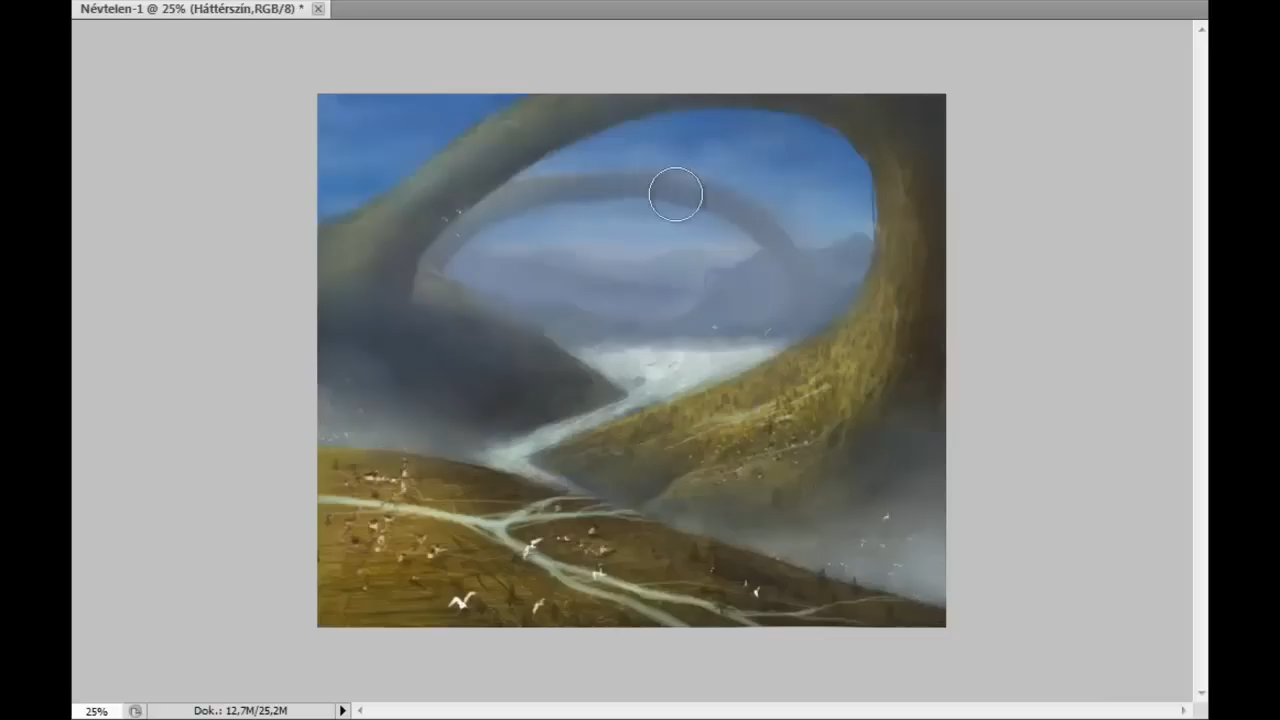 Névtelen-1 @ 25% (Háttérszín,RGB/8) *
25%
Dok.: 12,7M/25,2M